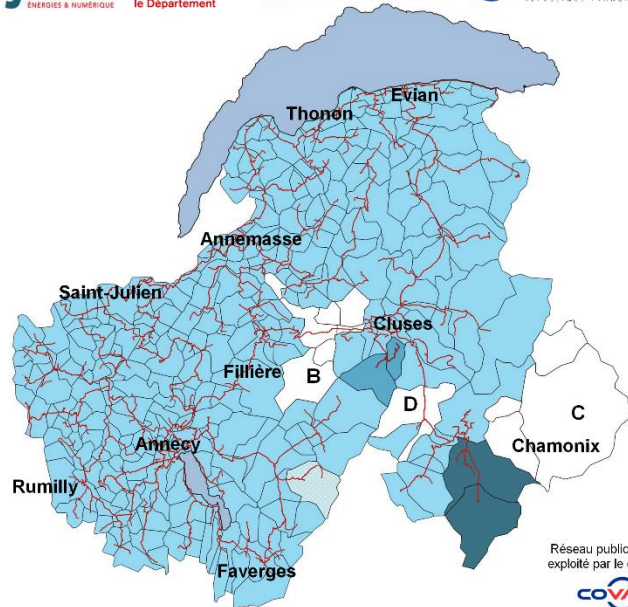 ÉNERGIES & NUMÉRIQUE
le Département
Evian
Thonon
Annemasse
Saint-Julien
Cluses
Fillière
B
D
C
Chamonix
Annecy
Rumilly
Faverges
Réseau public
exploité par le